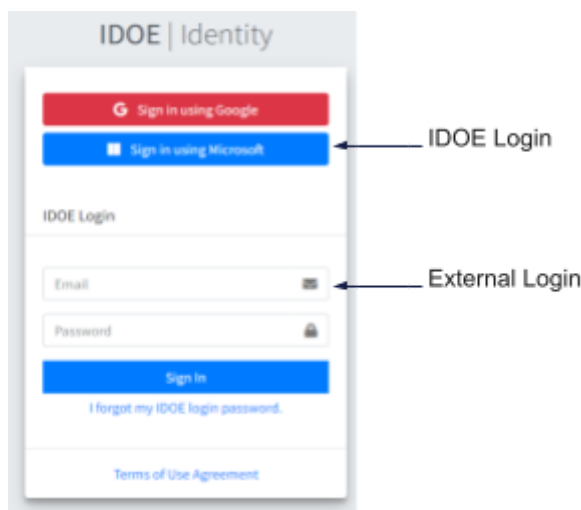 IDOE | Identity
G Sign in using Google
Sign in using Microsoft
IDOE Login
IDOE Login
Email
External Login
Password
Sign In
I forgot my IDOE login password.
Terms of Use Agreement